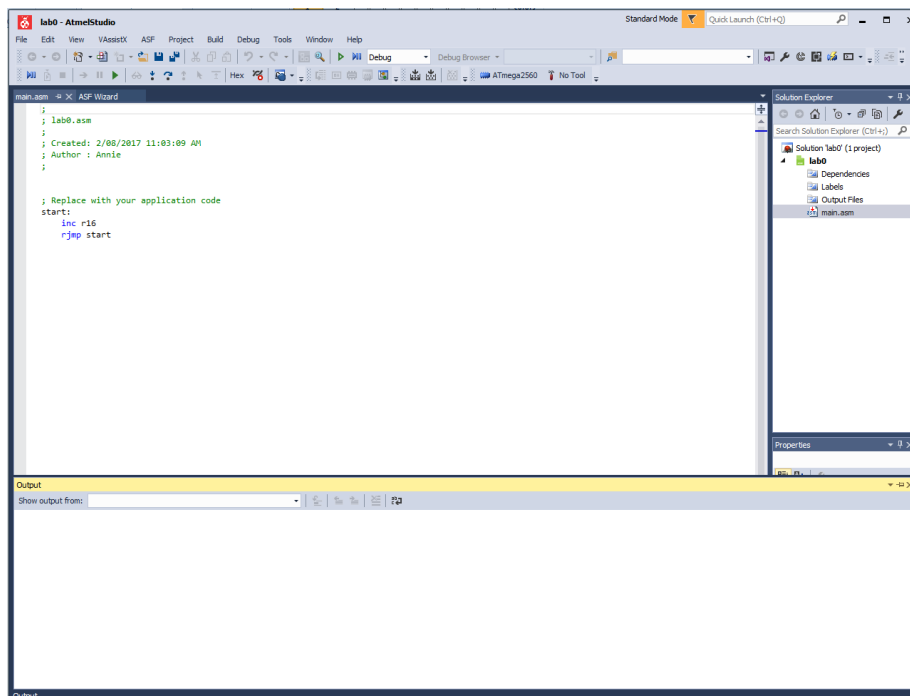 lab0 - AtmelStudio
Standard Mode
Quick Launch (Ctrl+Q)
File Edit View VAssistX ASF Project Build Debug Tools Window Help
Debug
Debug Browser
Hex
ATmega2560
No Tool
main.asm
ASF Wizard
;
; lab0.asm
;
; Created: 2/08/2017 11:03:09 AM
; Author : Annie
;
; Replace with your application code
start:
inc r16
rjmp start
Solution Explorer
Search Solution Explorer (Ctrl+;)
Solution 'lab0' (1 project)
lab0
Dependencies
Labels
Output Files
main.asm
Properties
Output
Show output from:
Output